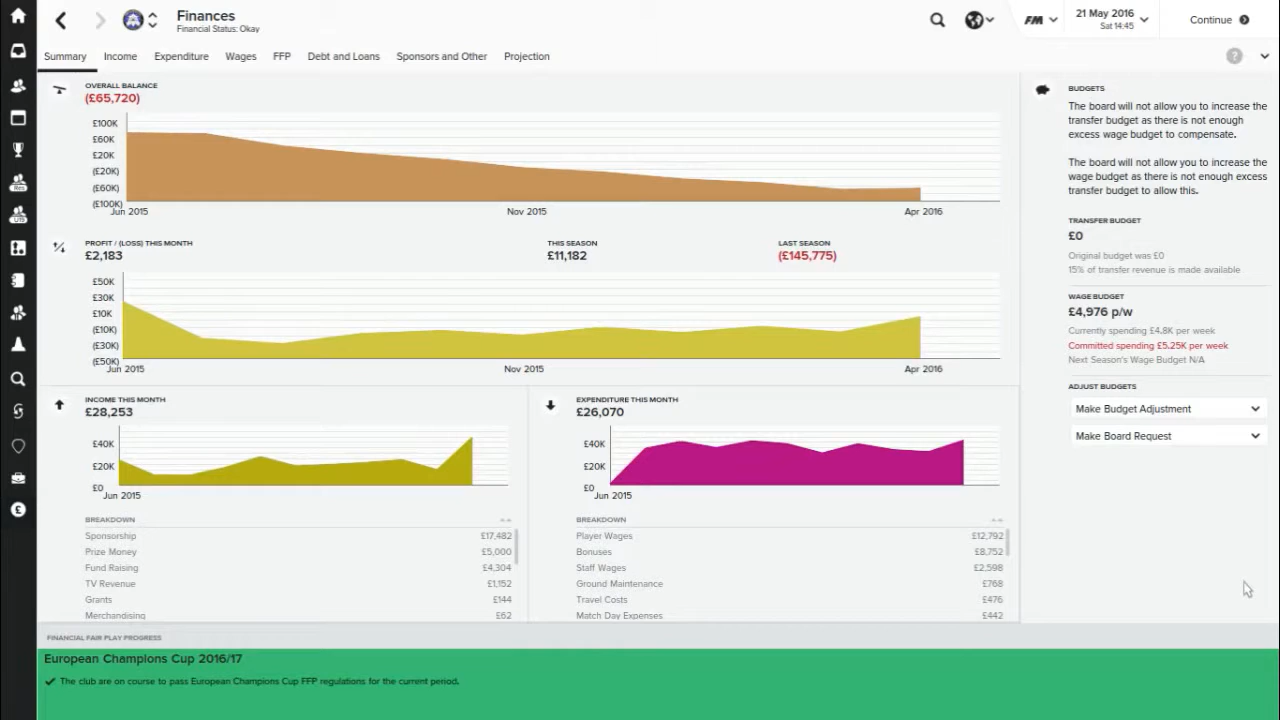 Finances
Financial Status: Okay
FM
21 May 2016
Sat 14:45
Continue
Summary
Income
Expenditure
Wages
FFP
Debt and Loans
Sponsors and Other
Projection
?
OVERALL BALANCE
(£65,720)
£100K
£60K
£20K
(£20K)
(£60K)
(£100K)
Jun 2015
Nov 2015
Apr 2016
PROFIT / (LOSS) THIS MONTH
£2,183
THIS SEASON
£11,182
LAST SEASON
(£145,775)
£50K
£30K
£10K
(£10K)
(£30K)
(£50K)
Jun 2015
Nov 2015
Apr 2016
INCOME THIS MONTH
£28,253
£40K
£20K
£0
Jun 2015
BREAKDOWN
Sponsorship £17,482
Prize Money £5,000
Fund Raising £4,304
TV Revenue £1,152
Grants £144
Merchandising £62
EXPENDITURE THIS MONTH
£26,070
£40K
£20K
£0
Jun 2015
BREAKDOWN
Player Wages £12,792
Bonuses £8,752
Staff Wages £2,598
Ground Maintenance £768
Travel Costs £476
Match Day Expenses £442
BUDGETS
The board will not allow you to increase the
transfer budget as there is not enough
excess wage budget to compensate.
The board will not allow you to increase the
wage budget as there is not enough excess
transfer budget to allow this.
TRANSFER BUDGET
£0
Original budget was £0
15% of transfer revenue is made available
WAGE BUDGET
£4,976 p/w
Currently spending £4.8K per week
Committed spending £5.25K per week
Next Season's Wage Budget N/A
ADJUST BUDGETS
Make Budget Adjustment
Make Board Request
FINANCIAL FAIR PLAY PROGRESS
European Champions Cup 2016/17
The club are on course to pass European Champions Cup FFP regulations for the current period.